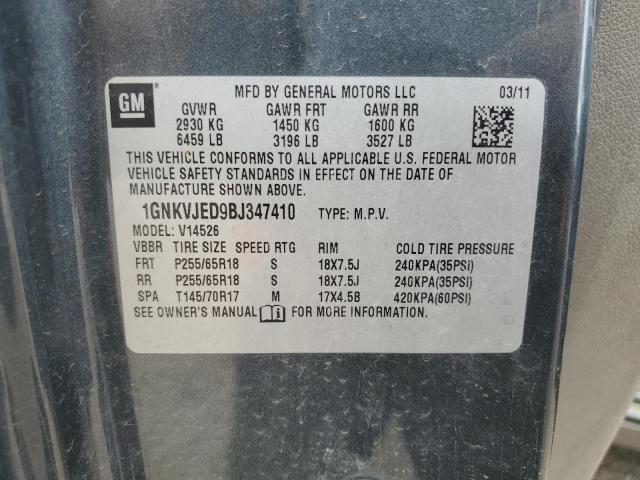 GM
MFD BY GENERAL MOTORS LLC 03/11
GVWR GAWR FRT GAWR RR
2930 KG 1450 KG 1600 KG
6459 LB 3196 LB 3527 LB
THIS VEHICLE CONFORMS TO ALL APPLICABLE U.S. FEDERAL MOTOR
VEHICLE SAFETY STANDARDS IN EFFECT ON THE DATE OF
MANUFACTURE SHOWN ABOVE.
1GNKVJED9BJ347410 TYPE: M.P.V.
MODEL: V14526
VBBR TIRE SIZE SPEED RTG RIM COLD TIRE PRESSURE
FRT P255/65R18 S 18X7.5J 240KPA(35PSI)
RR P255/65R18 S 18X7.5J 240KPA(35PSI)
SPA T145/70R17 M 17X4.5B 420KPA(60PSI)
SEE OWNER'S MANUAL FOR MORE INFORMATION.